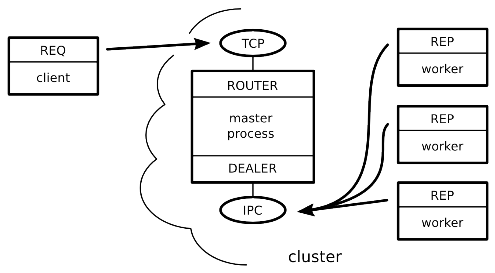 REQ
client
TCP
ROUTER
master
process
DEALER
IPC
REP
worker
REP
worker
REP
worker
cluster